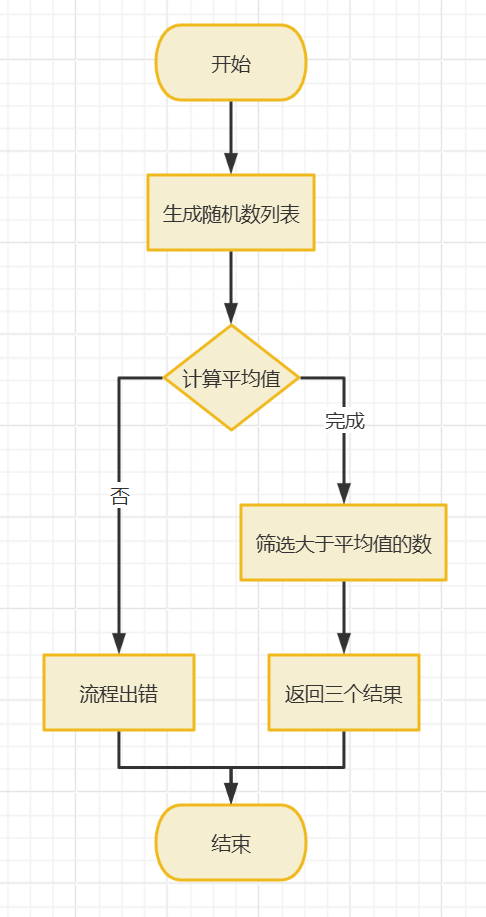 开始
生成随机数列表
计算平均值
完成
否
筛选大于平均值的数
流程出错
返回三个结果
结束